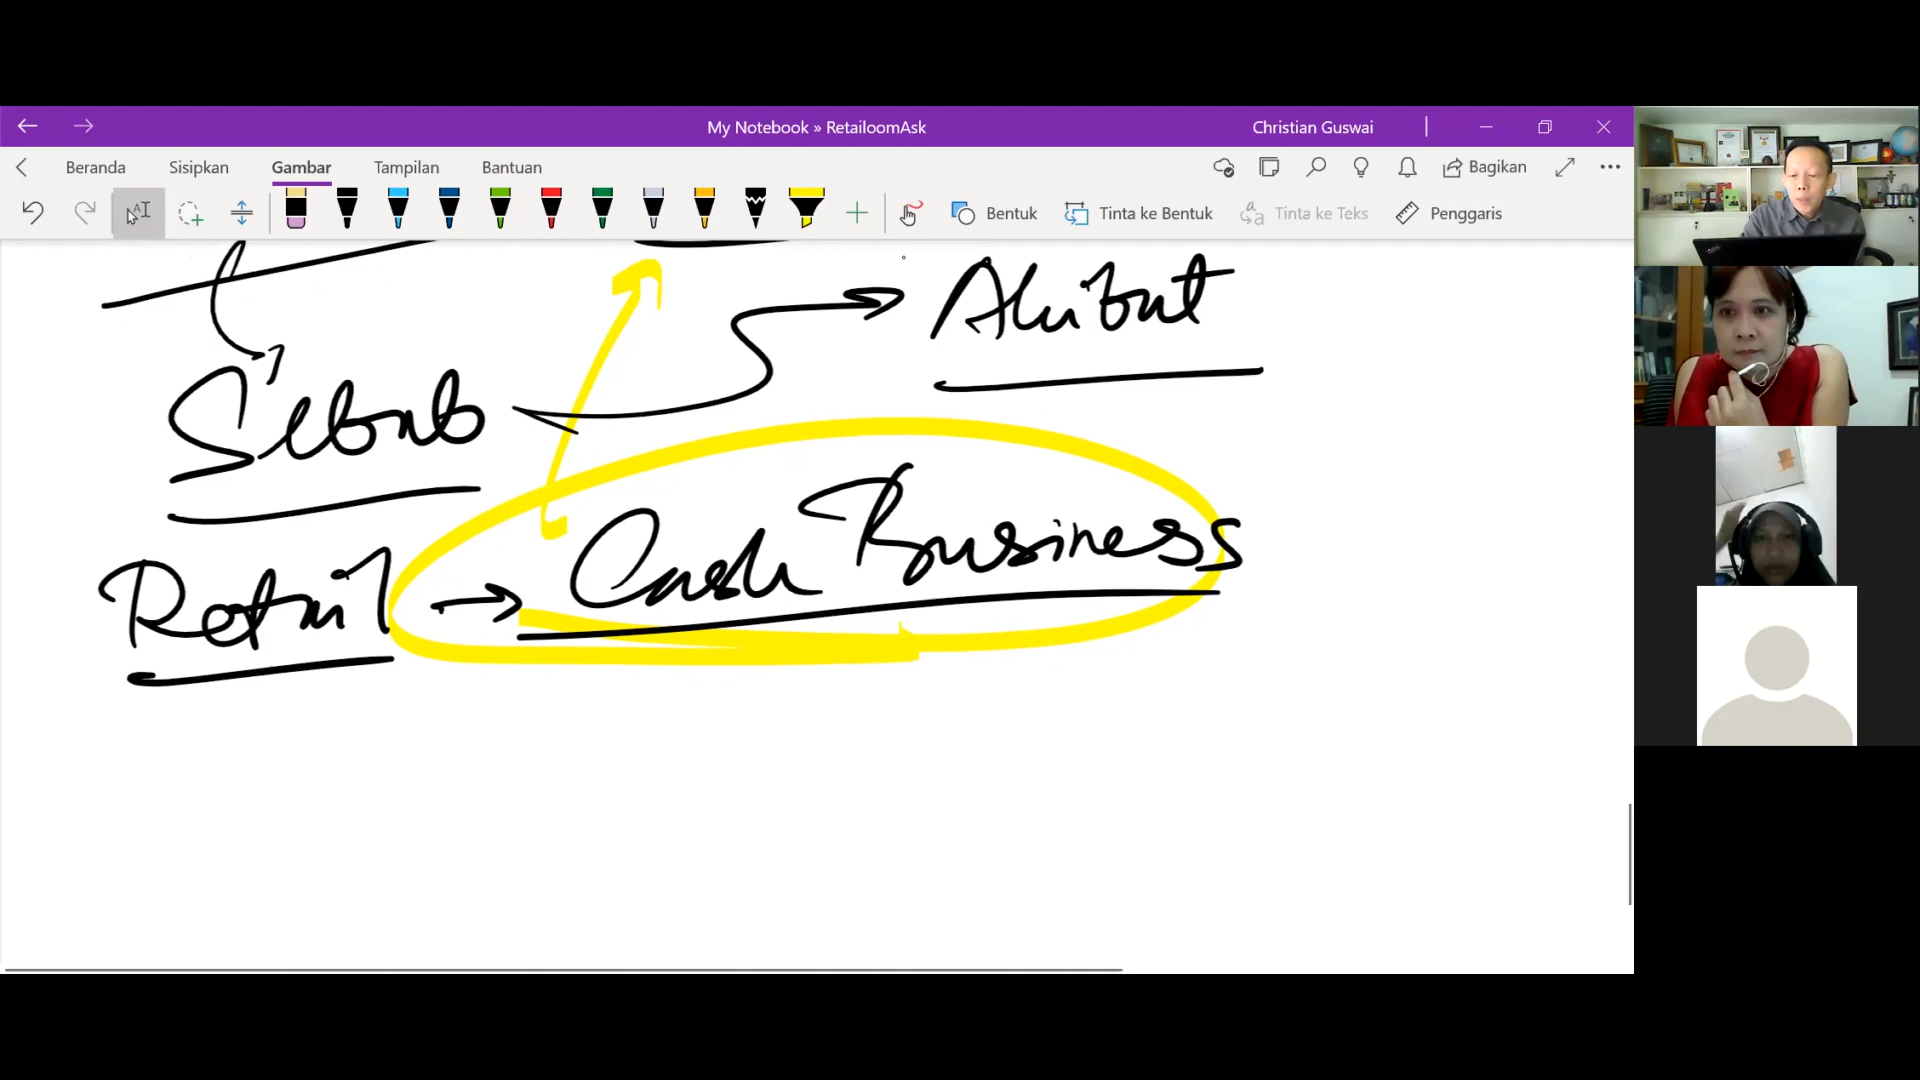 My Notebook » RetailoomAsk
Christian Guswai
Beranda Sisipkan Gambar Tampilan Bantuan
Bagikan
Bentuk Tinta ke Bentuk Tinta ke Teks Penggaris
Akibat
Sebab
Retail → Cash Business